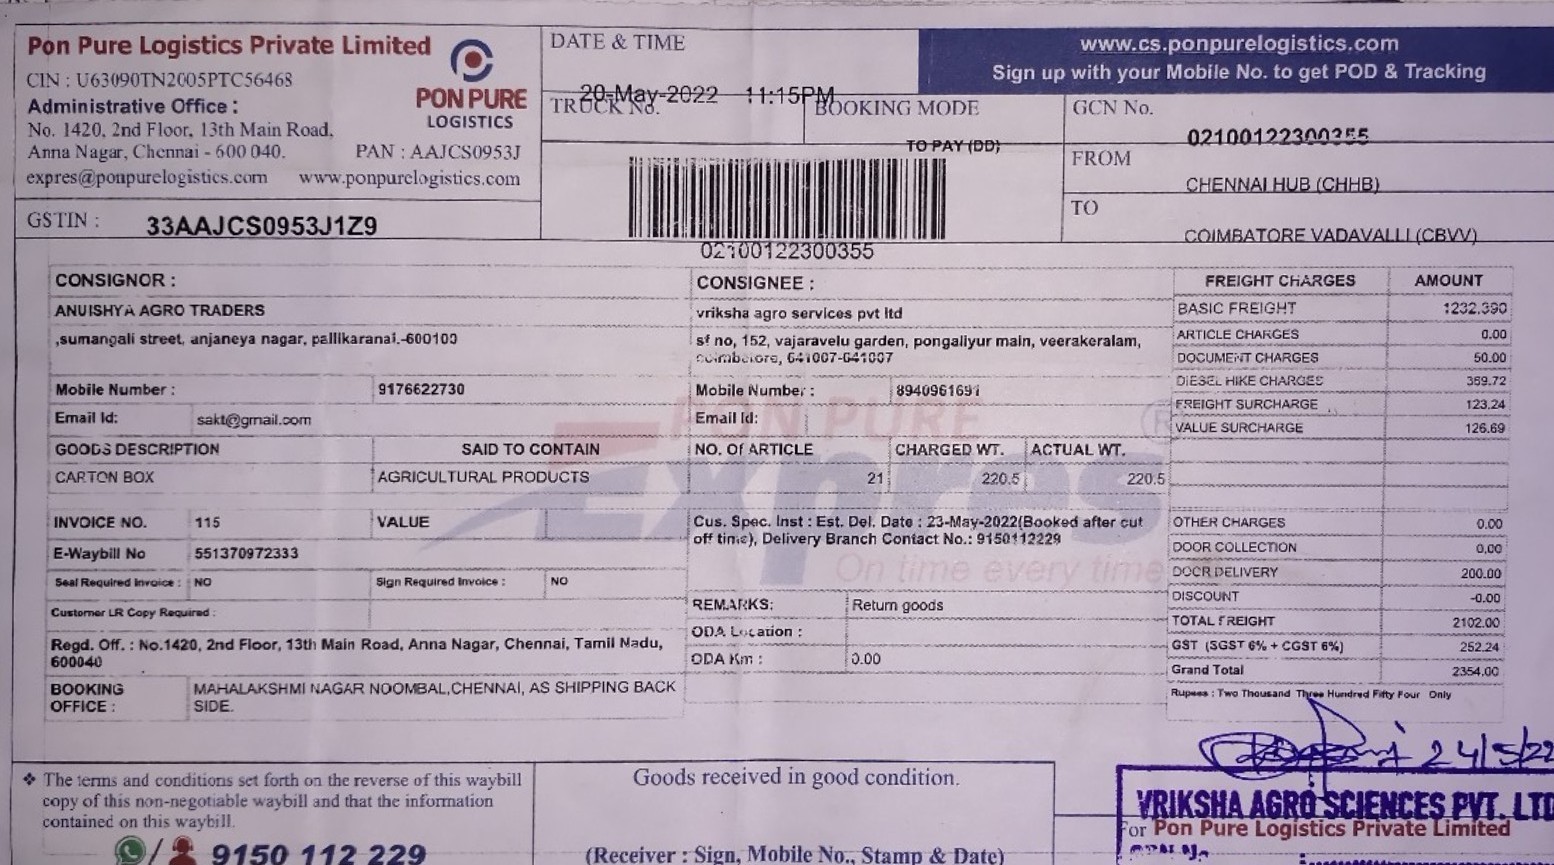 Pon Pure Logistics Private Limited
CIN : U63090TN2005PTC56468
Administrative Office :
No. 1420, 2nd Floor, 13th Main Road,
Anna Nagar, Chennai - 600 040. PAN : AAJCS0953J
expres@ponpurelogistics.com www.ponpurelogistics.com
PON PURE
LOGISTICS
GSTIN : 33AAJCS0953J1Z9
DATE & TIME
20-May-2022 11:15PM
TRUCK No.
BOOKING MODE
TO PAY (DD)
02100122300355
www.cs.ponpurelogistics.com
Sign up with your Mobile No. to get POD & Tracking
GCN No.
02100122300355
FROM
CHENNAI HUB (CHHB)
TO
COIMBATORE VADAVALLI (CBVV)
CONSIGNOR :
ANUISHYA AGRO TRADERS
,sumangali street, anjaneya nagar, pallikaranai.-600100
Mobile Number : 9176622730
Email Id: sakt@gmail.com
GOODS DESCRIPTION SAID TO CONTAIN
CARTON BOX AGRICULTURAL PRODUCTS
INVOICE NO. 115 VALUE
E-Waybill No 551370972333
Seal Required Invoice : NO Sign Required Invoice : NO
Customer LR Copy Required :
Regd. Off. : No.1420, 2nd Floor, 13th Main Road, Anna Nagar, Chennai, Tamil Nadu,
600040
BOOKING OFFICE : MAHALAKSHMI NAGAR NOOMBAL,CHENNAI, AS SHIPPING BACK
SIDE.
CONSIGNEE :
vriksha agro services pvt ltd
sf no, 152, vajaravelu garden, pongaliyur main, veerakeralam,
coimbatore, 641007-641007
Mobile Number : 8940961691
Email Id:
NO. Of ARTICLE CHARGED WT. ACTUAL WT.
21 220.5 220.5
Cus. Spec. Inst : Est. Del. Date : 23-May-2022(Booked after cut
off time), Delivery Branch Contact No.: 9150112229
REMARKS: Return goods
ODA Location :
ODA Km : 0.00
PON PURE
Expres
®
On time every time
FREIGHT CHARGES AMOUNT
BASIC FREIGHT 1232.390
ARTICLE CHARGES 0.00
DOCUMENT CHARGES 50.00
DIESEL HIKE CHARGES 369.72
FREIGHT SURCHARGE 123.24
VALUE SURCHARGE 126.69
OTHER CHARGES 0.00
DOOR COLLECTION 0.00
DOOR DELIVERY 200.00
DISCOUNT -0.00
TOTAL FREIGHT 2102.00
GST (SGST 6% + CGST 6%) 252.24
Grand Total 2354.00
Rupees : Two Thousand Three Hundred Fifty Four Only
24/5/22
VRIKSHA AGRO SCIENCES PVT. LTD
For Pon Pure Logistics Private Limited
❖ The terms and conditions set forth on the reverse of this waybill
copy of this non-negotiable waybill and that the information
contained on this waybill.
/ 9150 112 229
Goods received in good condition.
(Receiver : Sign, Mobile No., Stamp & Date)